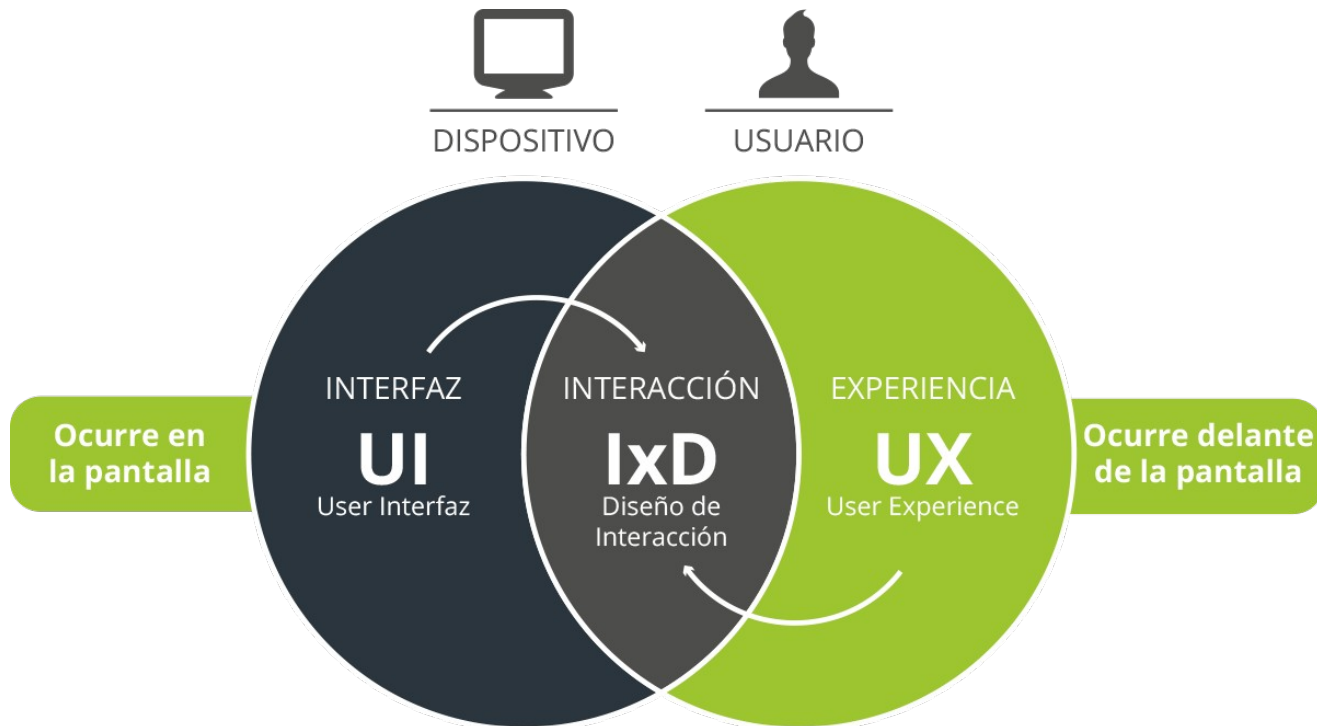 DISPOSITIVO
USUARIO
Ocurre en
la pantalla
INTERFAZ
UI
User Interfaz
INTERACCIÓN
IxD
Diseño de
Interacción
EXPERIENCIA
UX
User Experience
Ocurre delante
de la pantalla